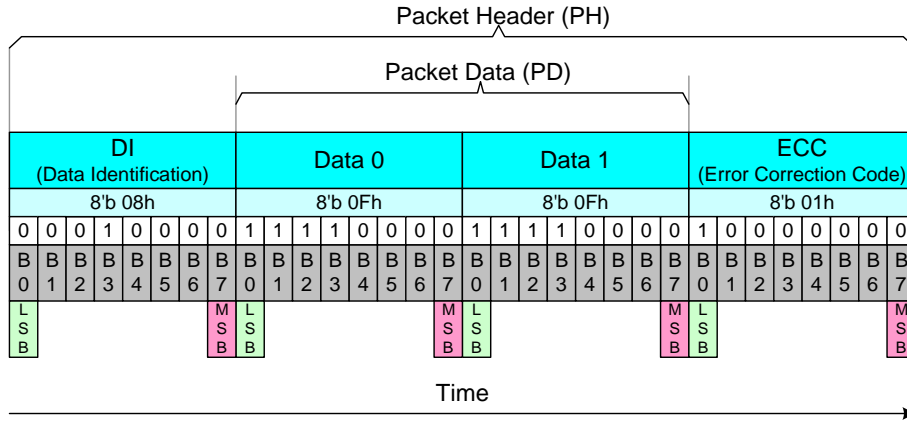 Packet Header (PH)
Packet Data (PD)
DI Data 0 Data 1 ECC
(Data Identification) (Error Correction Code)
8'b 08h 8'b 0Fh 8'b 0Fh 8'b 01h
0 0 0 1 0 0 0 0 1 1 1 1 0 0 0 0 1 1 1 1 0 0 0 0 1 0 0 0 0 0 0 0
B B B B B B B B B B B B B B B B B B B B B B B B B B B B B B B B
0 1 2 3 4 5 6 7 0 1 2 3 4 5 6 7 0 1 2 3 4 5 6 7 0 1 2 3 4 5 6 7
L M L M L M L M
S S S S S S S S
B B B B B B B B
Time